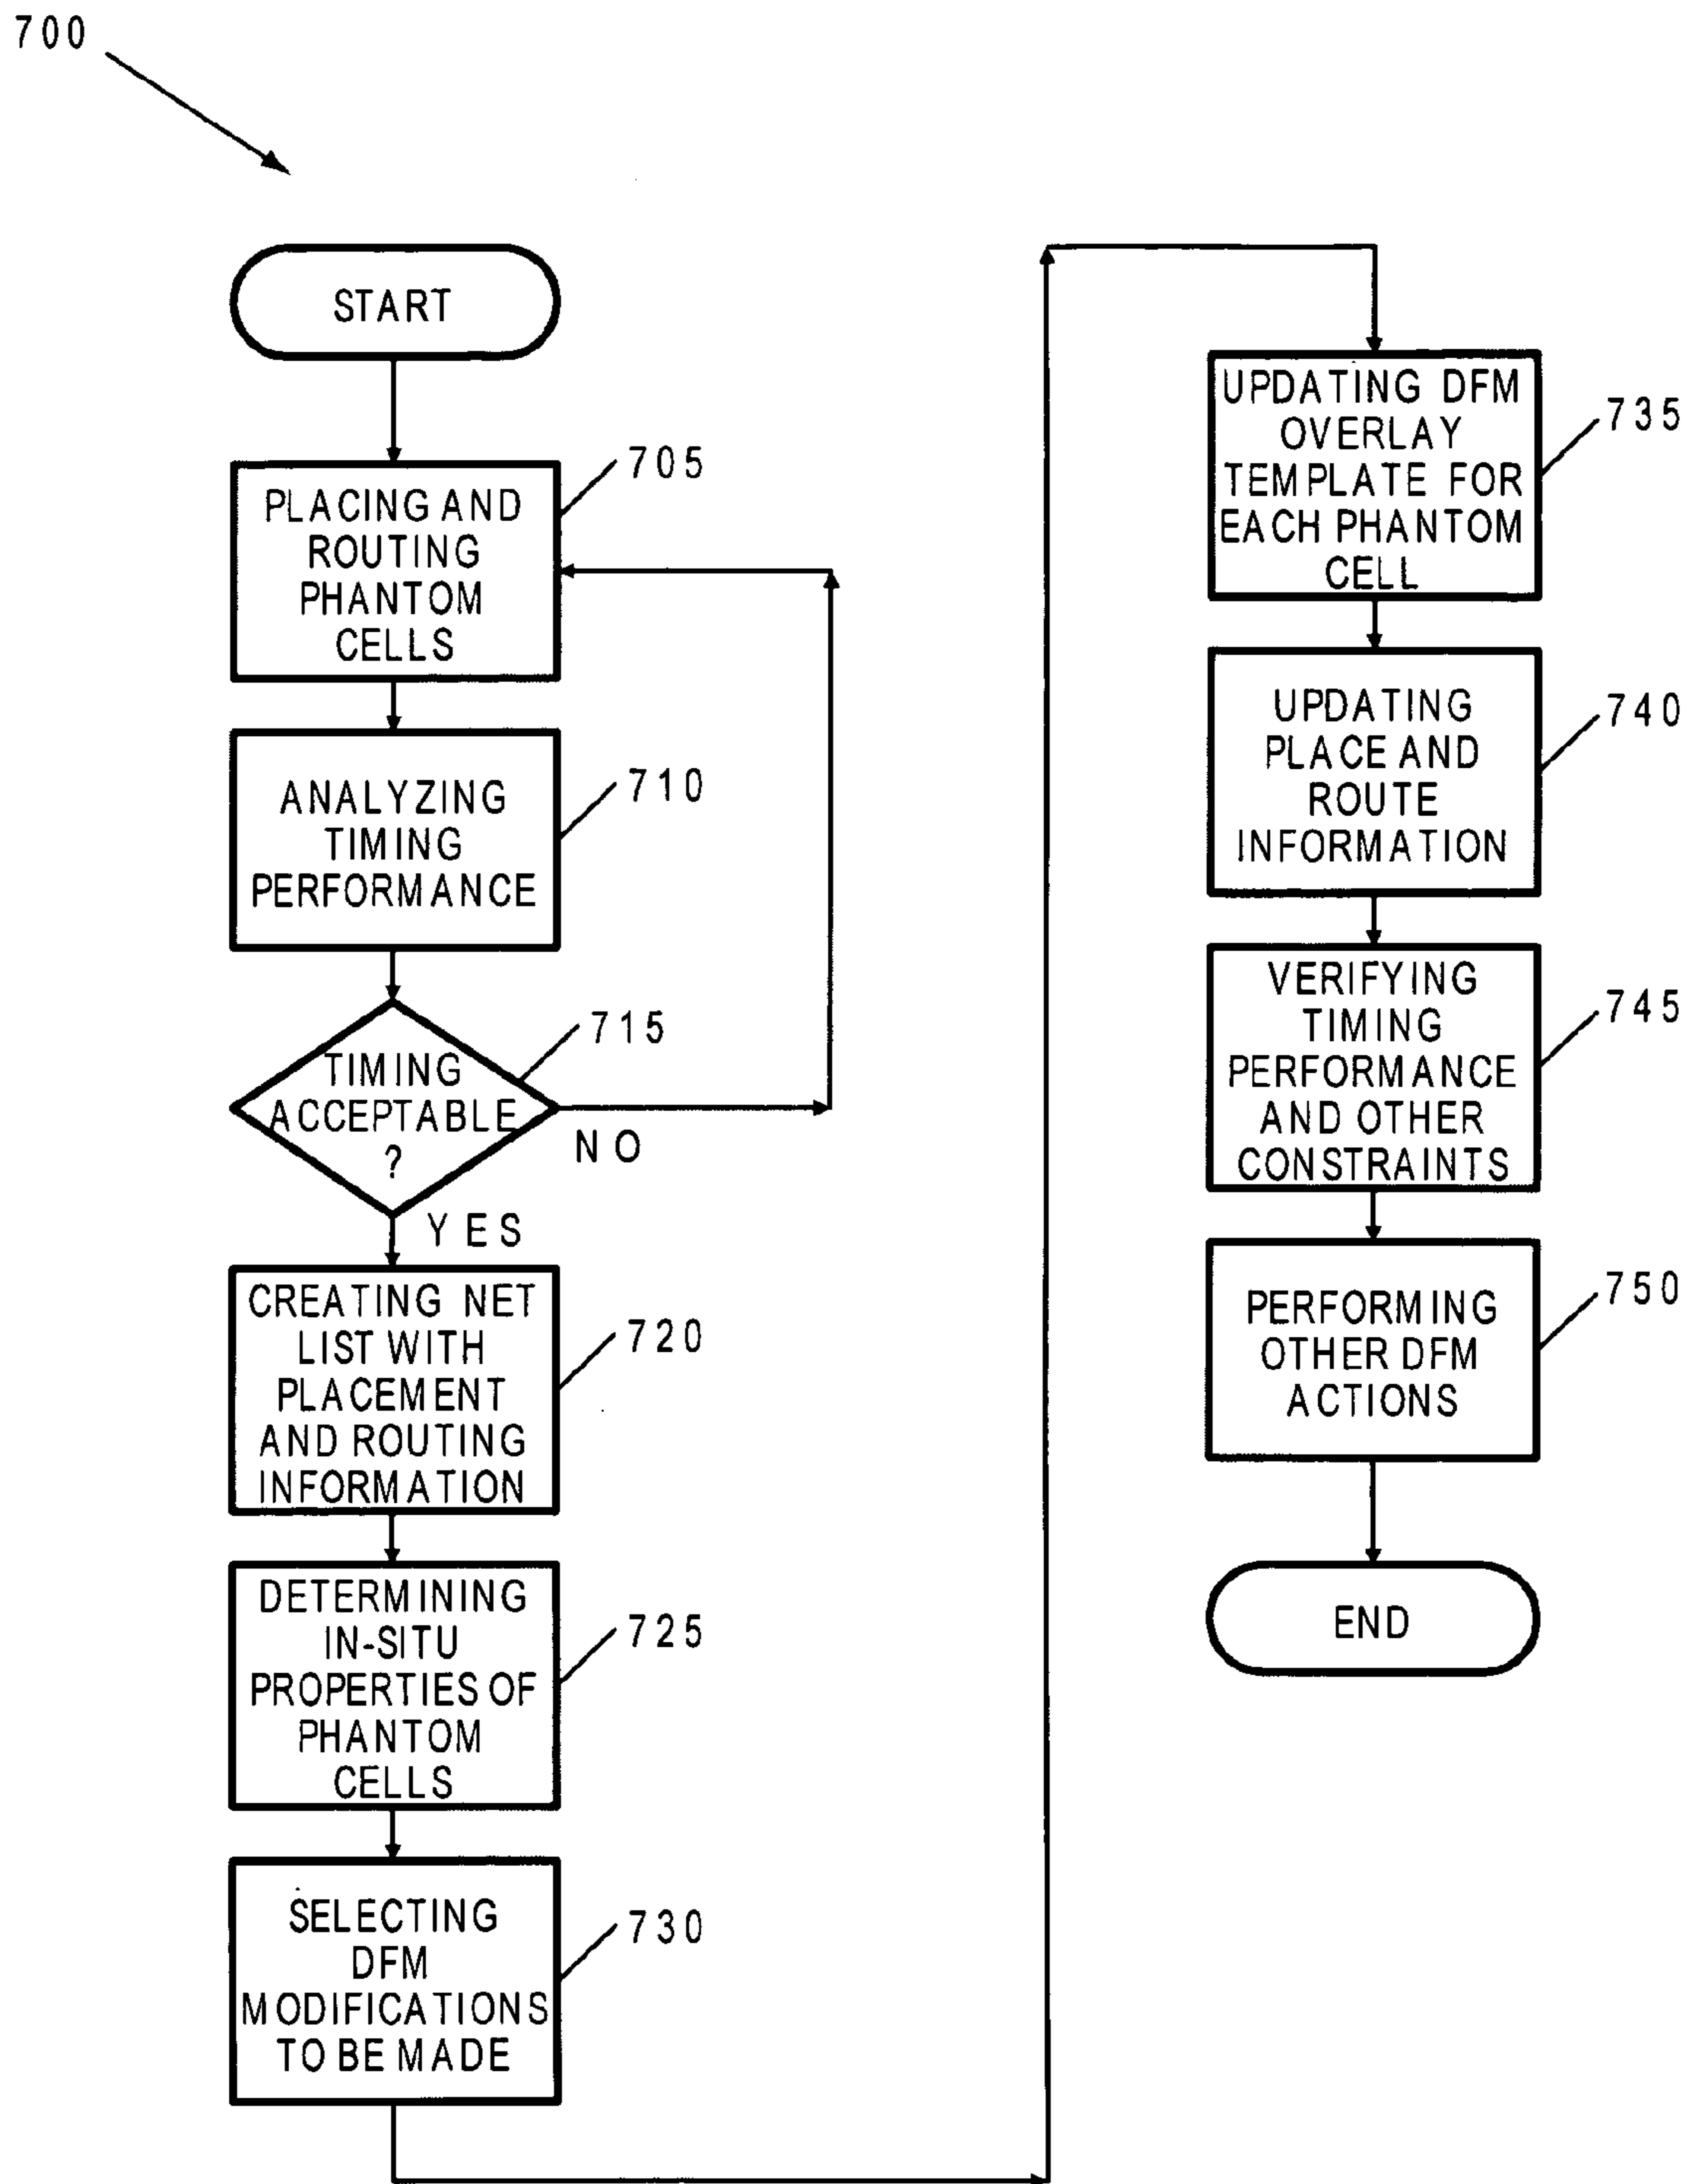 700
START
705
PLACING AND
ROUTING
PHANTOM
CELLS
710
ANALYZING
TIMING
PERFORMANCE
715
TIMING
ACCEPTABLE
?
NO
YES
720
CREATING NET
LIST WITH
PLACEMENT
AND ROUTING
INFORMATION
725
DETERMINING
IN-SITU
PROPERTIES OF
PHANTOM
CELLS
730
SELECTING
DFM
MODIFICATIONS
TO BE MADE
735
UPDATING DFM
OVERLAY
TEMPLATE FOR
EACH PHANTOM
CELL
740
UPDATING
PLACE AND
ROUTE
INFORMATION
745
VERIFYING
TIMING
PERFORMANCE
AND OTHER
CONSTRAINTS
750
PERFORMING
OTHER DFM
ACTIONS
END